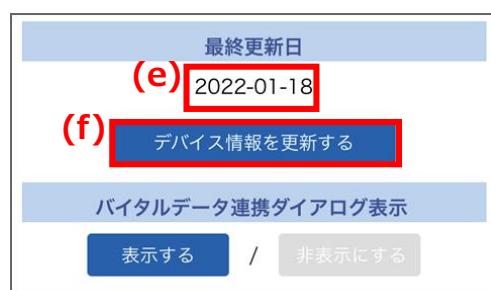 最終更新日
(e) 2022-01-18
(f) デバイス情報を更新する
バイタルデータ連携ダイアログ表示
表示する / 非表示にする